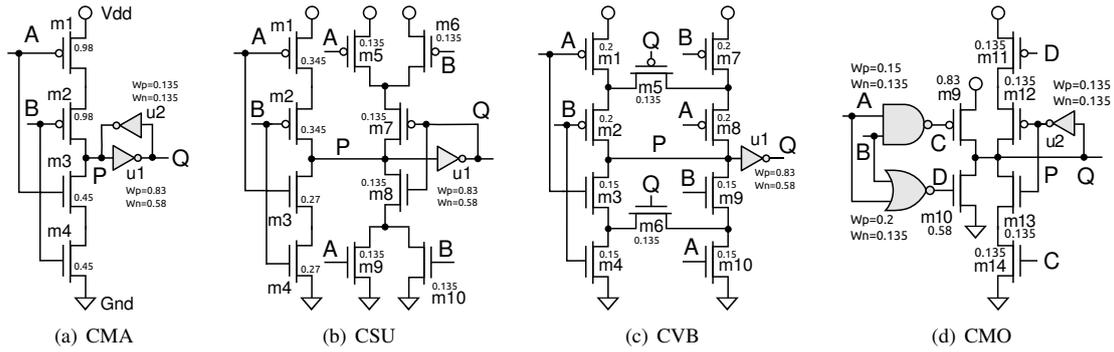 m1
Vdd
A
0.98
m2
B
0.98
Wp=0.135
Wn=0.135
u2
m3
P
u1
Q
0.45
Wp=0.83
Wn=0.58
m4
0.45
Gnd
(a) CMA
m1
A
0.345
A
0.135
m5
m6
0.135
B
m2
B
0.345
0.135
m7
Q
P
u1
0.135
m8
Wp=0.83
Wn=0.58
m3
0.27
A
0.135
m9
B
m4
0.27
0.135
m10
(b) CSU
A
0.2
m1
Q
m5
0.135
B
0.2
m7
B
0.2
m2
A
0.2
m8
P
u1
Q
Wp=0.83
Wn=0.58
0.15
m3
Q
m6
0.135
B
0.15
m9
0.15
m4
A
0.15
m10
(c) CVB
0.135
m11
D
Wp=0.15
Wn=0.135
0.83
m9
0.135
m12
Wp=0.135
Wn=0.135
A
C
u2
B
D
P
Q
m10
0.58
m13
0.135
Wp=0.2
Wn=0.135
0.135
m14
C
(d) CMO